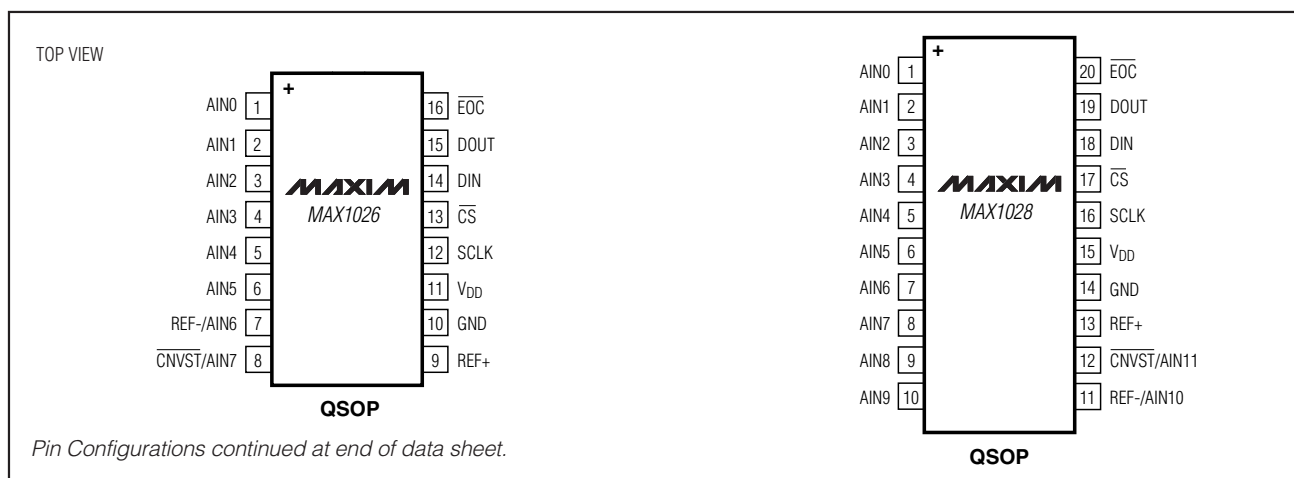 TOP VIEW
+
AIN0 1
AIN1 2
AIN2 3
AIN3 4
AIN4 5
AIN5 6
REF-/AIN6 7
CNVST/AIN7 8
MAXIM
MAX1026
16 EOC
15 DOUT
14 DIN
13 CS
12 SCLK
11 VDD
10 GND
9 REF+
QSOP
Pin Configurations continued at end of data sheet.
+
AIN0 1
AIN1 2
AIN2 3
AIN3 4
AIN4 5
AIN5 6
AIN6 7
AIN7 8
AIN8 9
AIN9 10
MAXIM
MAX1028
20 EOC
19 DOUT
18 DIN
17 CS
16 SCLK
15 VDD
14 GND
13 REF+
12 CNVST/AIN11
11 REF-/AIN10
QSOP